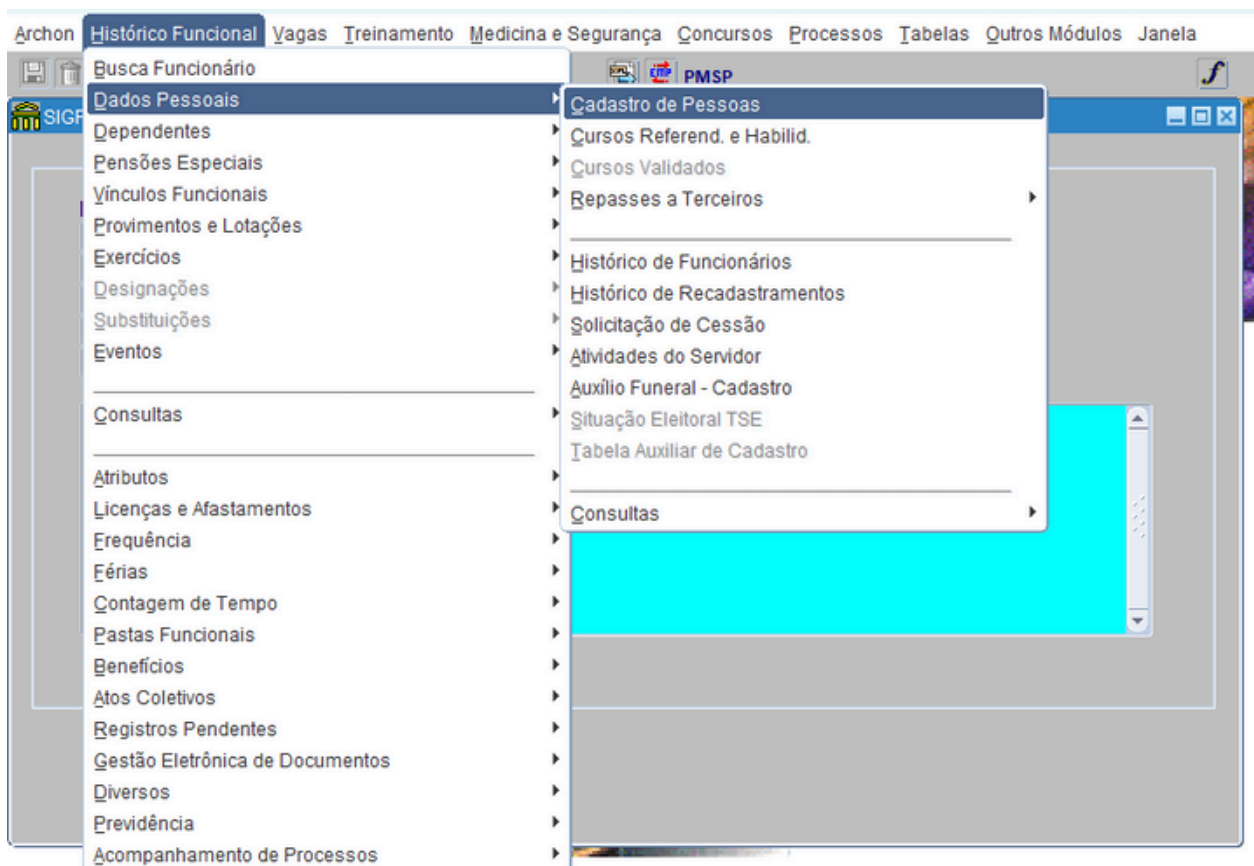 Archon Histórico Funcional Vagas Treinamento Medicina e Segurança Concursos Processos Tabelas Outros Módulos Janela
PMSP
SIGP
Busca Funcionário
Dados Pessoais
Dependentes
Pensões Especiais
Vínculos Funcionais
Provimentos e Lotações
Exercícios
Designações
Substituições
Eventos
Consultas
Atributos
Licenças e Afastamentos
Frequência
Férias
Contagem de Tempo
Pastas Funcionais
Benefícios
Atos Coletivos
Registros Pendentes
Gestão Eletrônica de Documentos
Diversos
Previdência
Acompanhamento de Processos
Cadastro de Pessoas
Cursos Referend. e Habilid.
Cursos Validados
Repasses a Terceiros
Histórico de Funcionários
Histórico de Recadastramentos
Solicitação de Cessão
Atividades do Servidor
Auxílio Funeral - Cadastro
Situação Eleitoral TSE
Tabela Auxiliar de Cadastro
Consultas